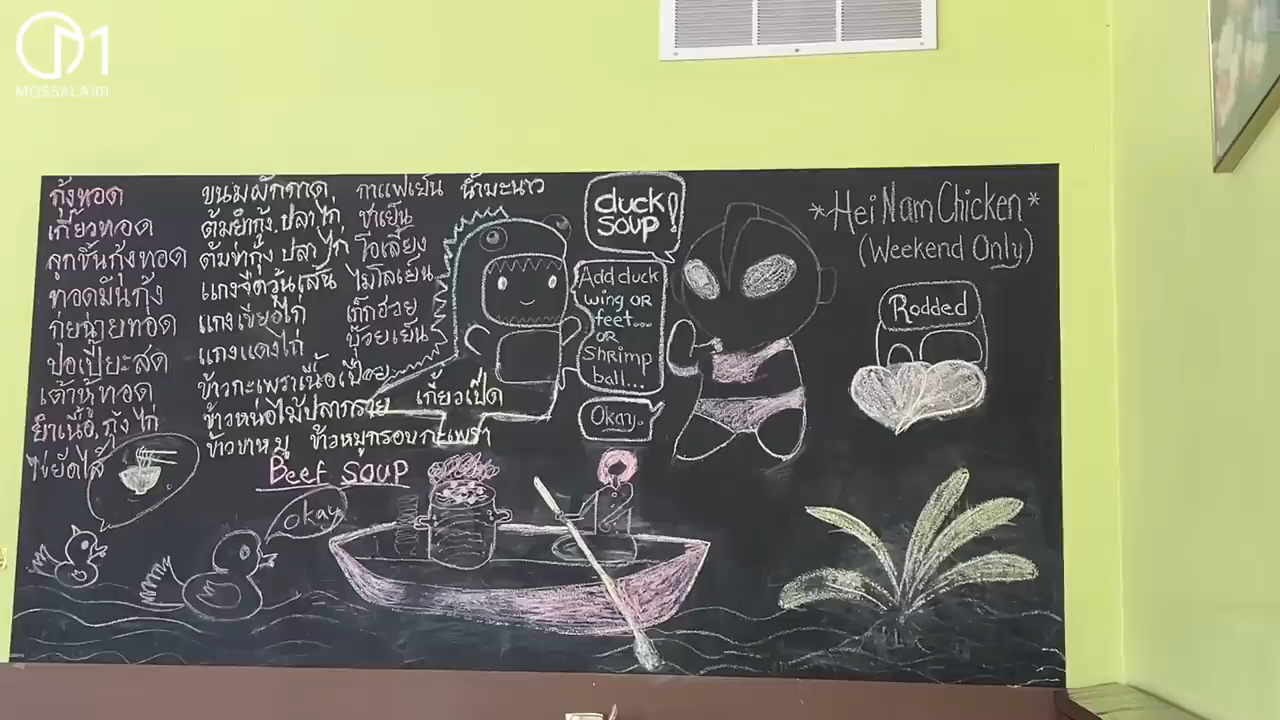 MOSSALAI01
กุ้งทอด
เกี๊ยวทอด
ลูกชิ้นกุ้งทอด
ทอดมันกุ้ง
ก่ยฉ่ายทอด
ปอเปี๊ยะสด
เต้าหู้ทอด
ยำเนื้อ, กุ้ง ไก่
ไข่ยัดไส้
ขนมผักกาด
ต้มยำกุ้ง, ปลา ไก่
ต้มข่ากุ้ง ปลา ไก่
แกงจืดวุ้นเส้น
แกงเขียวไก่
แกงแดงไก่
ข้าวกะเพราเนื้อเปื่อย
ข้าวหน่อไม้ปลากราย
ข้าวขาหมู ข้าวหมูกรอบกะเพรา
กาแฟเย็น
ชาเย็น
โอเลี้ยง
ไมโลเย็น
เก็กฮวย
บ๊วยเย็น
เกี๊ยวเป็ด
น้ำมะนาว
duck
soup!
Add duck
wing OR
feet...
OR
Shrimp
ball...
Okay.
*Hei Nam Chicken*
(Weekend Only)
Rodded
Beef Soup
okay